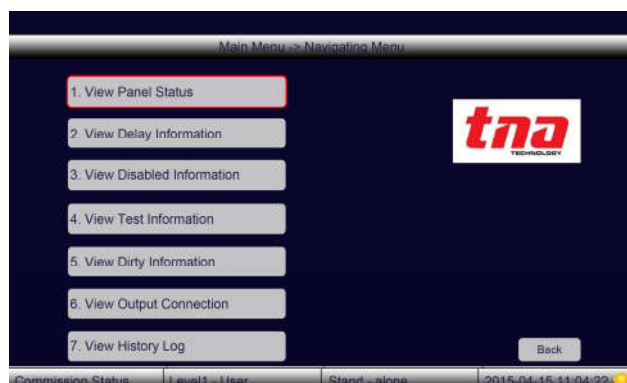 Main Menu -> Navigating Menu
1. View Panel Status
2. View Delay Information
tna
TECHNOLOGY
3. View Disabled Information
4. View Test Information
5. View Dirty Information
6. View Output Connection
7. View History Log
Back
Commission Status Level1 - User Stand - alone 2015-04-15 11:04:22